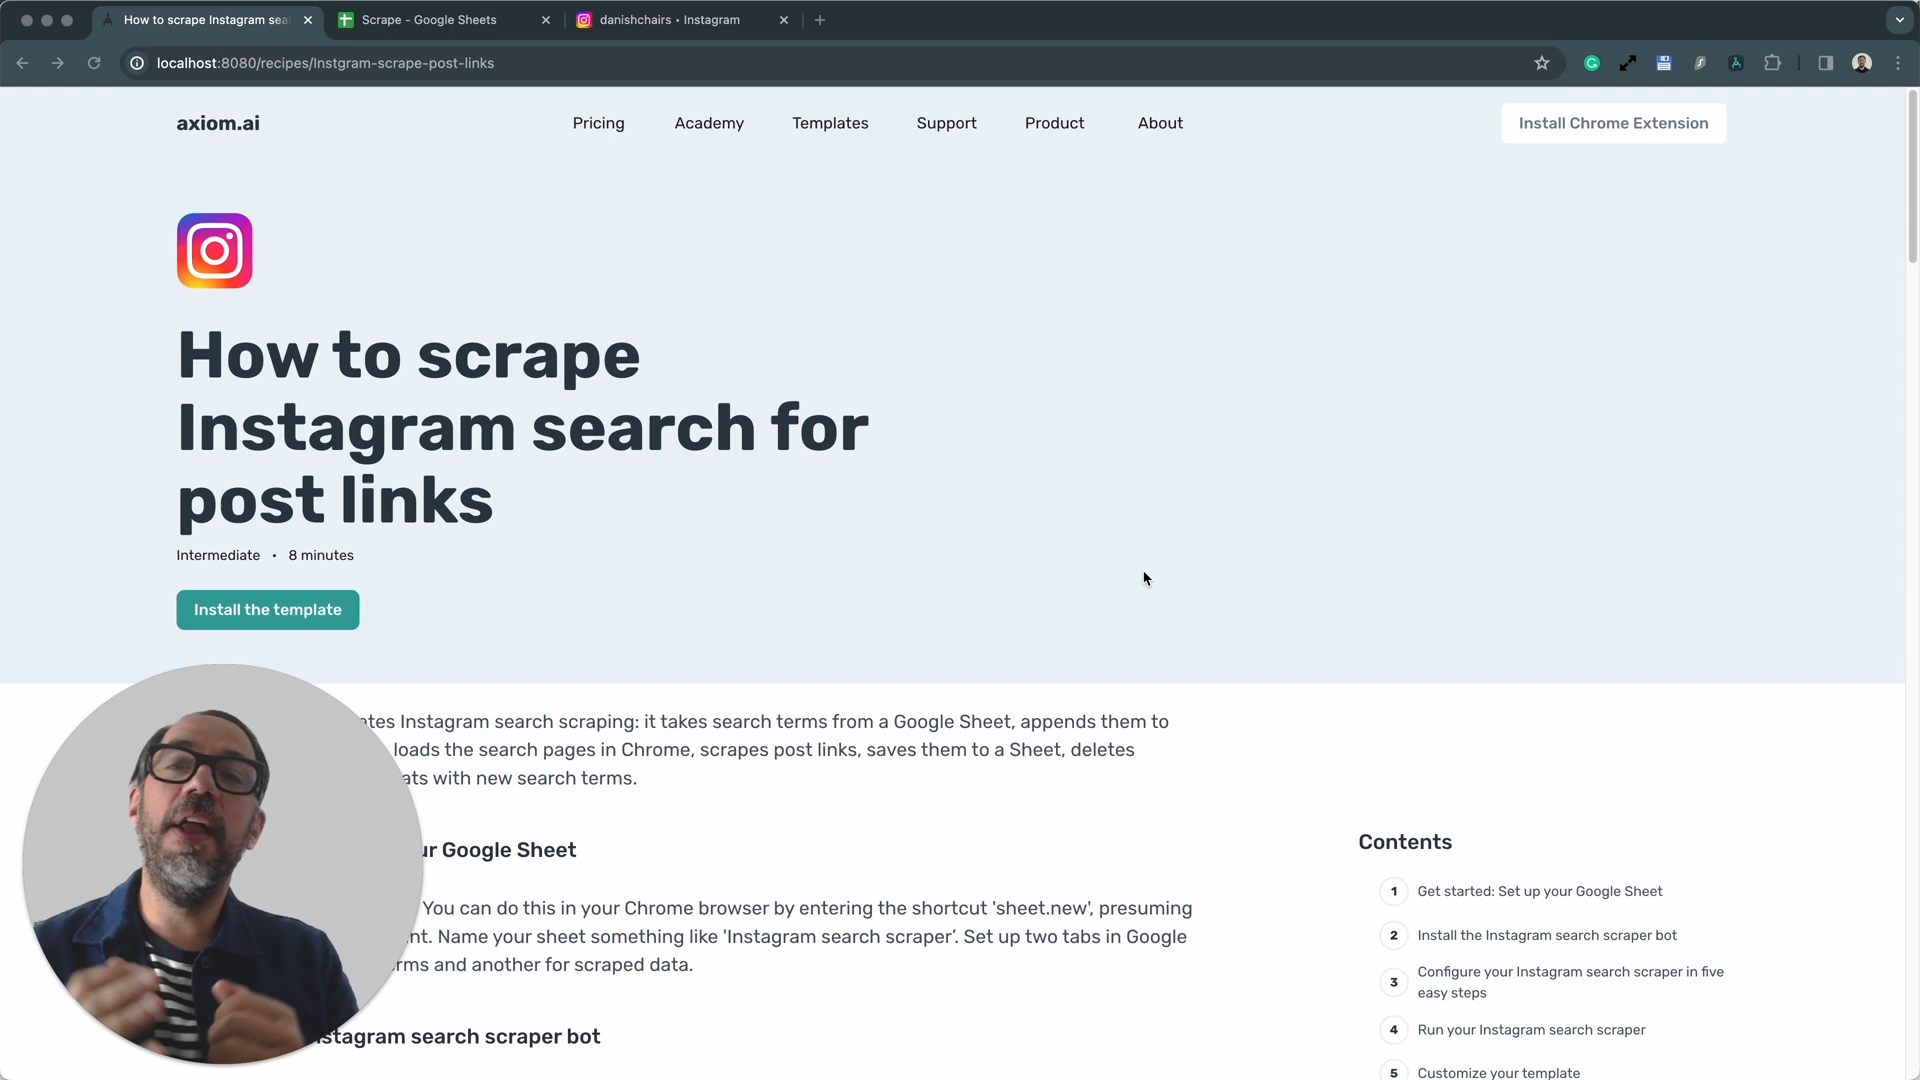 How to scrape Instagram sea
Scrape - Google Sheets
danishchairs • Instagram
localhost:8080/recipes/Instgram-scrape-post-links
axiom.ai
Pricing
Academy
Templates
Support
Product
About
Install Chrome Extension
How to scrape
Instagram search for
post links
Intermediate • 8 minutes
Install the template
Instagram search scraping: it takes search terms from a Google Sheet, appends them to
loads the search pages in Chrome, scrapes post links, saves them to a Sheet, deletes
with new search terms.
Google Sheet
You can do this in your Chrome browser by entering the shortcut 'sheet.new', presuming
Name your sheet something like 'Instagram search scraper’. Set up two tabs in Google
and another for scraped data.
stagram search scraper bot
Contents
1 Get started: Set up your Google Sheet
2 Install the Instagram search scraper bot
3 Configure your Instagram search scraper in five
easy steps
4 Run your Instagram search scraper
5 Customize your template